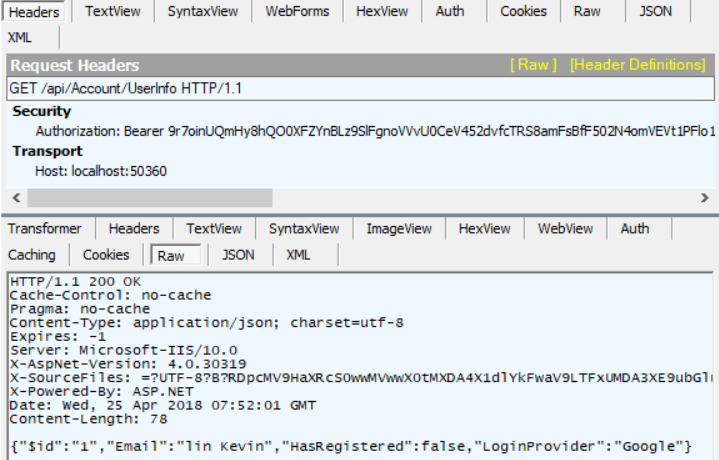 Headers TextView SyntaxView WebForms HexView Auth Cookies Raw JSON
XML
Request Headers [ Raw ] [Header Definitions]
GET /api/Account/UserInfo HTTP/1.1
Security
Authorization: Bearer 9r7oinUQmHy8hQO0XFZYnBLz9SlFgnoVVvU0CeV452dvfcTRS8amFsBfF502N4omVEVt1PFlo1
Transport
Host: localhost:50360
Transformer Headers TextView SyntaxView ImageView HexView WebView Auth
Caching Cookies Raw JSON XML
HTTP/1.1 200 OK
Cache-Control: no-cache
Pragma: no-cache
Content-Type: application/json; charset=utf-8
Expires: -1
Server: Microsoft-IIS/10.0
X-AspNet-Version: 4.0.30319
X-SourceFiles: =?UTF-8?B?RDpcMV9HaXRcS0wwMVwwX0tMXDA4X1dlYkFwaV9LTFxUMDA3XE9ubGl
X-Powered-By: ASP.NET
Date: Wed, 25 Apr 2018 07:52:01 GMT
Content-Length: 78
{"$id":"1","Email":"lin Kevin","HasRegistered":false,"LoginProvider":"Google"}